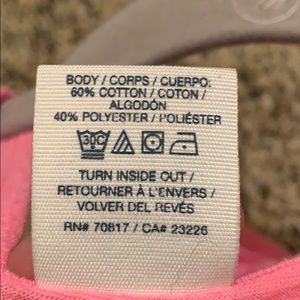 BODY / CORPS / CUERPO:
60% COTTON / COTON /
ALGODÓN
40% POLYESTER / POLIÉSTER
30C
TURN INSIDE OUT /
RETOURNER À L'ENVERS /
VOLVER DEL REVÉS
RN# 70817 / CA# 23226